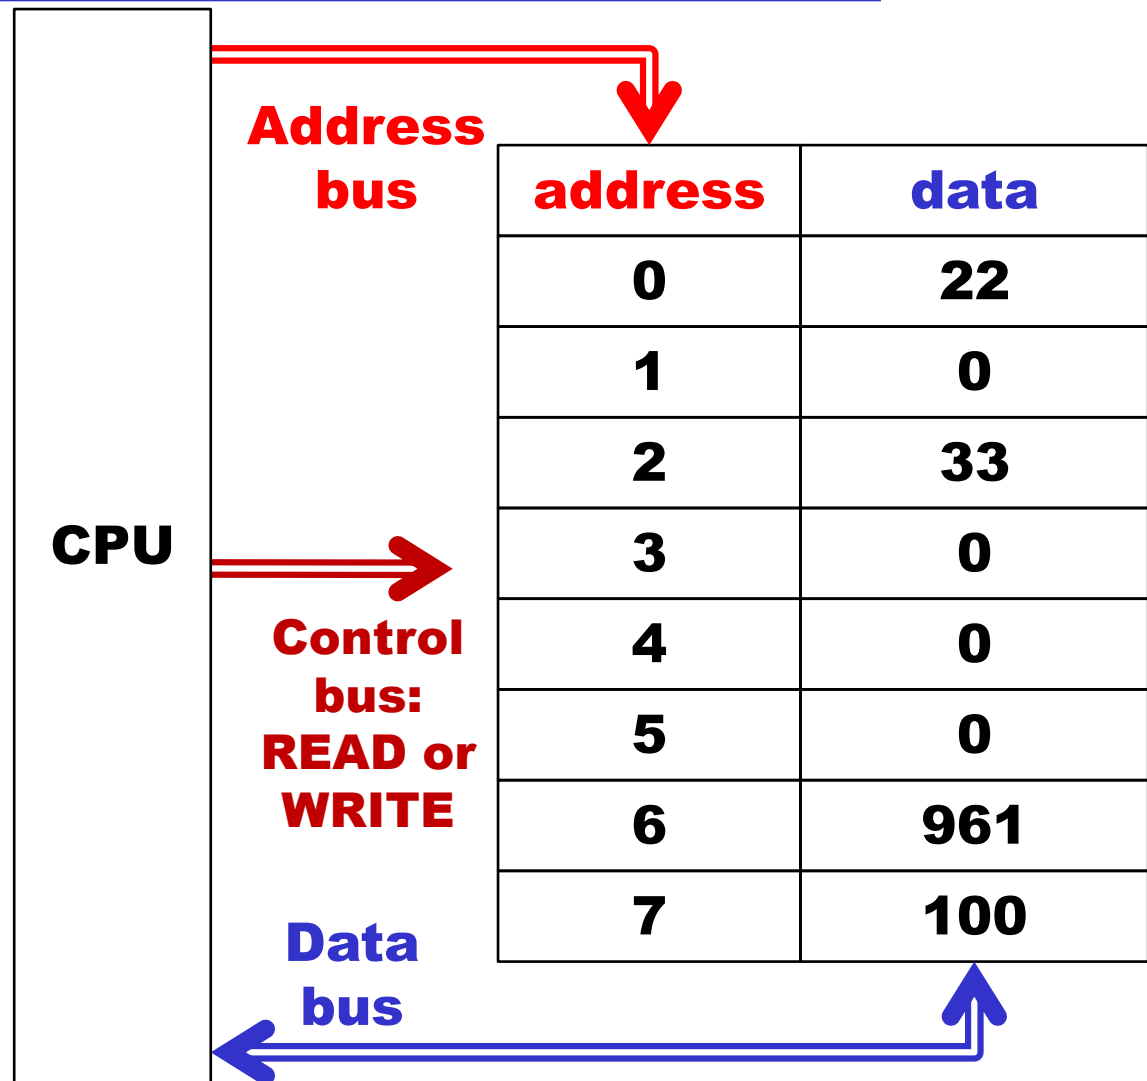 Address
bus
address data
0 22
1 0
2 33
CPU
3 0
Control
bus:
READ or
WRITE
4 0
5 0
6 961
7 100
Data
bus